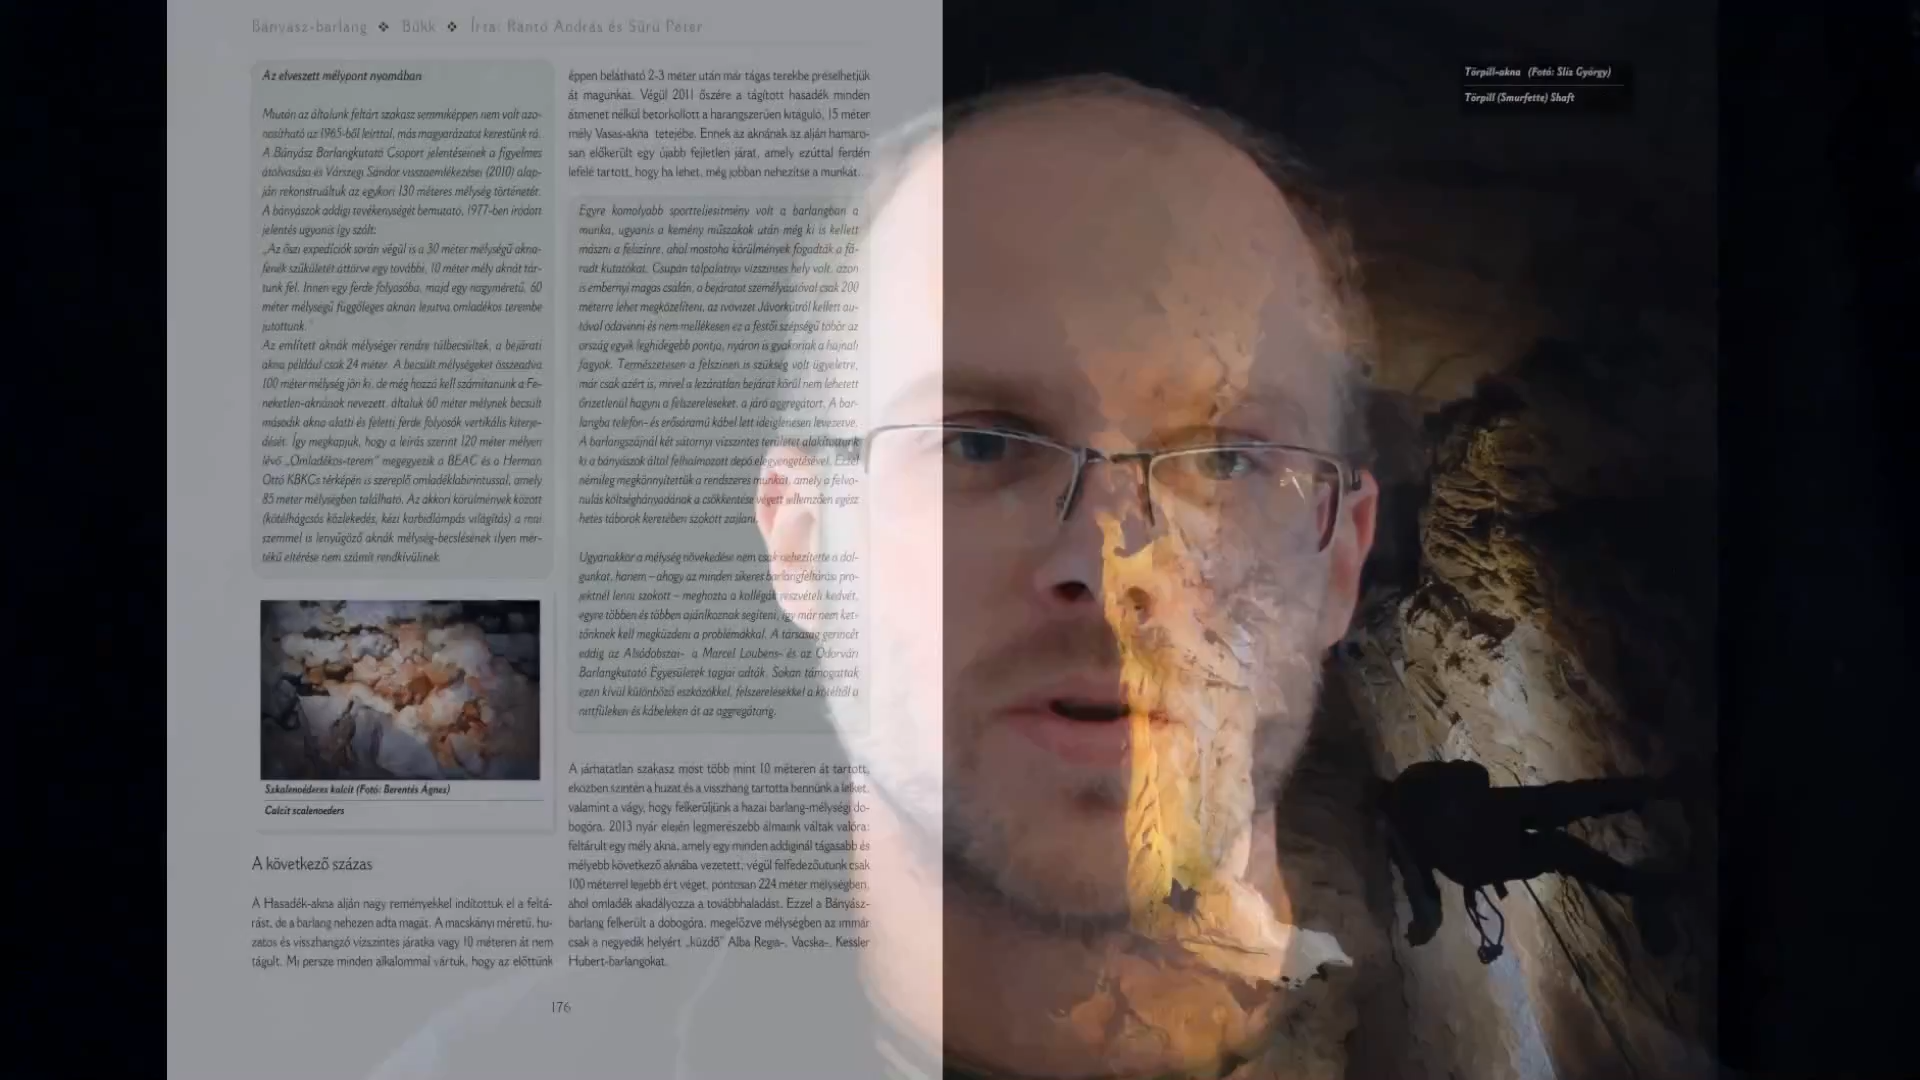 Bányász-barlang ❖ Bükk ❖ Írta: Rántó András és Sűrű Péter
Az elveszett mélypont nyomában
Miután az általunk feltárt szakasz semmiképpen nem volt azo-
nosítható az 1965-ből leírttal, más magyarázatot kerestünk rá.
A Bányász Barlangkutató Csoport jelentéseinek a figyelmes
átolvasása és Várszegi Sándor visszaemlékezései (2010) alap-
ján rekonstruáltuk az egykori 130 méteres mélység történetét.
A bányászok addigi tevékenységét bemutató, 1977-ben íródott
jelentés ugyanis így szólt:
„Az őszi expedíciók során végül is a 30 méter mélységű akna-
fenék szűkületét áttörve egy további, 10 méter mély aknát tár-
tunk fel. Innen egy ferde folyosóba, majd egy nagyméretű, 60
méter mélységű függőleges aknán lejutva omladékos terembe
jutottunk."
Az említett aknák mélységei rendre túlbecsültek, a bejárati
akna például csak 24 méter. A becsült mélységeket összeadva
100 méter mélység jön ki, de még hozzá kell számítanunk a Fe-
neketlen-aknának nevezett, általuk 60 méter mélynek becsült
második akna alatti és feletti ferde folyosók vertikális kiterje-
dését. Így megkapjuk, hogy a leírás szerint 120 méter mélyen
lévő „Omladékos-terem" megegyezik a BEAC és a Herman
Ottó KBKCs térképén is szereplő omladéklabirintussal, amely
85 méter mélységben található. Az akkori körülmények között
(kötélhágcsós közlekedés, kézi karbidlámpás világítás) a mai
szemmel is lenyűgöző aknák mélység-becslésének ilyen mér-
tékű eltérése nem számít rendkívülinek.
Szkalenoéderes kalcit (Fotó: Berentés Ágnes)
Calcit scalenoeders
A következő százas
A Hasadék-akna alján nagy reményekkel indítottuk el a feltá-
rást, de a barlang nehezen adta magát. A macskányi méretű, hu-
zatos és visszhangzó vízszintes járatka vagy 10 méteren át nem
tágult. Mi persze minden alkalommal vártuk, hogy az előttünk
éppen belátható 2-3 méter után már tágas terekbe préselhetjük
át magunkat. Végül 2011 őszére a tágított hasadék minden
átmenet nélkül betorkollott a harangszerűen kitáguló, 15 méter
mély Vasas-akna tetejébe. Ennek az aknának az alján hamaro-
san előkerült egy újabb fejletlen járat, amely ezúttal ferdén
lefelé tartott, hogy ha lehet, még jobban nehezítse a munkát...
Egyre komolyabb sportteljesítmény volt a barlangban a
munka, ugyanis a kemény műszakok után még ki is kellett
mászni a felszínre, ahol mostoha körülmények fogadták a fá-
radt kutatókat. Csupán talpalatnyi vízszintes hely volt, azon
is embernyi magas csalán, a bejáratot személyautóval csak 200
méterre lehet megközelíteni, az ivóvizet Jávorkútról kellett au-
tóval odavinni és nem mellékesen ez a festői szépségű töbör az
ország egyik leghidegebb pontja, nyáron is gyakoriak a hajnali
fagyok. Természetesen a felszínen is szükség volt ügyeletre,
már csak azért is, mivel a lezáratlan bejárat körül nem lehetett
őrizetlenül hagyni a felszereléseket, a járó aggregátort. A bar-
langba telefon- és erősáramú kábel lett ideiglenesen levezetve.
A barlangszájnál két sátornyi vízszintes területet alakítottunk
ki a bányászok által felhalmozott depó elegyengetésével. Ezzel
némileg megkönnyítettük a rendszeres munkát, amely a felvo-
nulás költséghányadának a csökkentése végett jellemzően egész
hetes táborok keretében szokott zajlani.
Ugyanakkor a mélység növekedése nem csak nehezítette a dol-
gunkat, hanem – ahogy az minden sikeres barlangfeltárási pro-
jektnél lenni szokott – meghozta a kollégák részvételi kedvét,
egyre többen és többen ajánlkoznak segíteni, így már nem ket-
tőnknek kell megküzdeni a problémákkal. A társaság gerincét
eddig az Alsódobszai- a Marcel Loubens- és az Odorvári
Barlangkutató Egyesületek tagjai adták. Sokan támogattak
ezen kívül különböző eszközökkel, felszerelésekkel a kötéltől a
nittfüleken és kábeleken át az aggregátorig.
A járhatatlan szakasz most több mint 10 méteren át tartott,
eközben szintén a huzat és a visszhang tartotta bennünk a lelket,
valamint a vágy, hogy felkerüljünk a hazai barlang-mélységi do-
bogóra. 2013 nyár elején legmerészebb álmaink váltak valóra:
feltárult egy mély akna, amely egy minden addiginál tágasabb és
mélyebb következő aknába vezetett, végül felfedezőutunk csak
100 méterrel lejjebb ért véget, pontosan 224 méter mélységben,
ahol omladék akadályozza a továbbhaladást. Ezzel a Bányász-
barlang felkerült a dobogóra, megelőzve mélységben az immár
csak a negyedik helyért „küzdő" Alba Regia-, Vacska-, Kessler
Hubert-barlangokat.
176
Törpill-akna (Fotó: Slíz György)
Törpill (Smurfette) Shaft